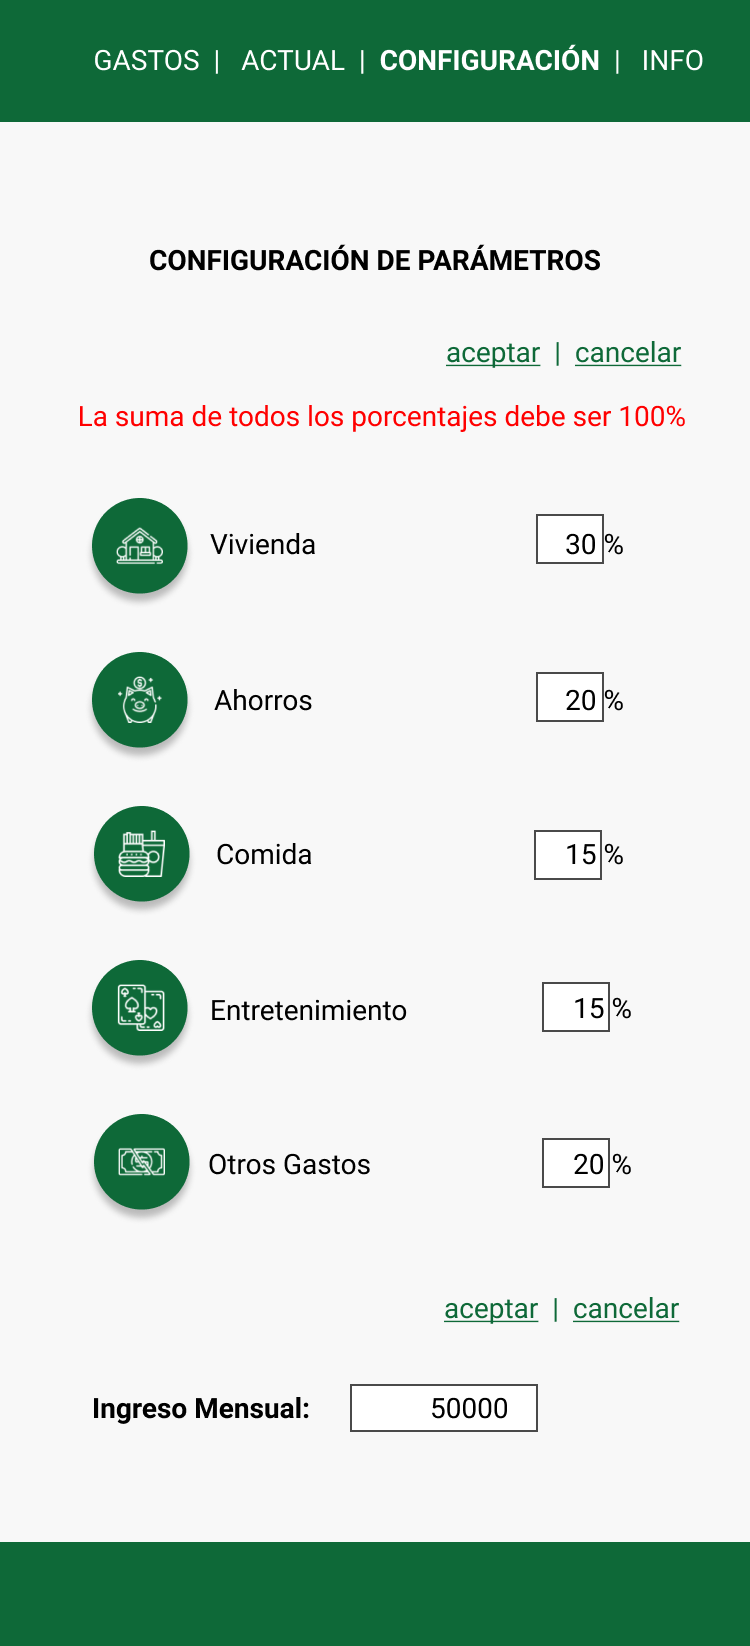 GASTOS | ACTUAL | CONFIGURACIÓN | INFO
CONFIGURACIÓN DE PARÁMETROS
aceptar | cancelar
La suma de todos los porcentajes debe ser 100%
Vivienda 30 %
Ahorros 20 %
Comida 15 %
Entretenimiento 15 %
Otros Gastos 20 %
aceptar | cancelar
Ingreso Mensual: 50000